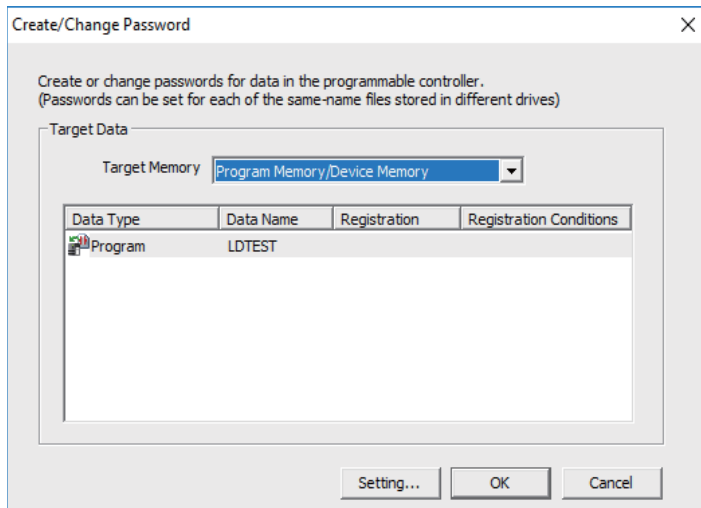 Create/Change Password
Create or change passwords for data in the programmable controller.
(Passwords can be set for each of the same-name files stored in different drives)
Target Data
Target Memory Program Memory/Device Memory
Data Type Data Name Registration Registration Conditions
Program LDTEST
Setting... OK Cancel